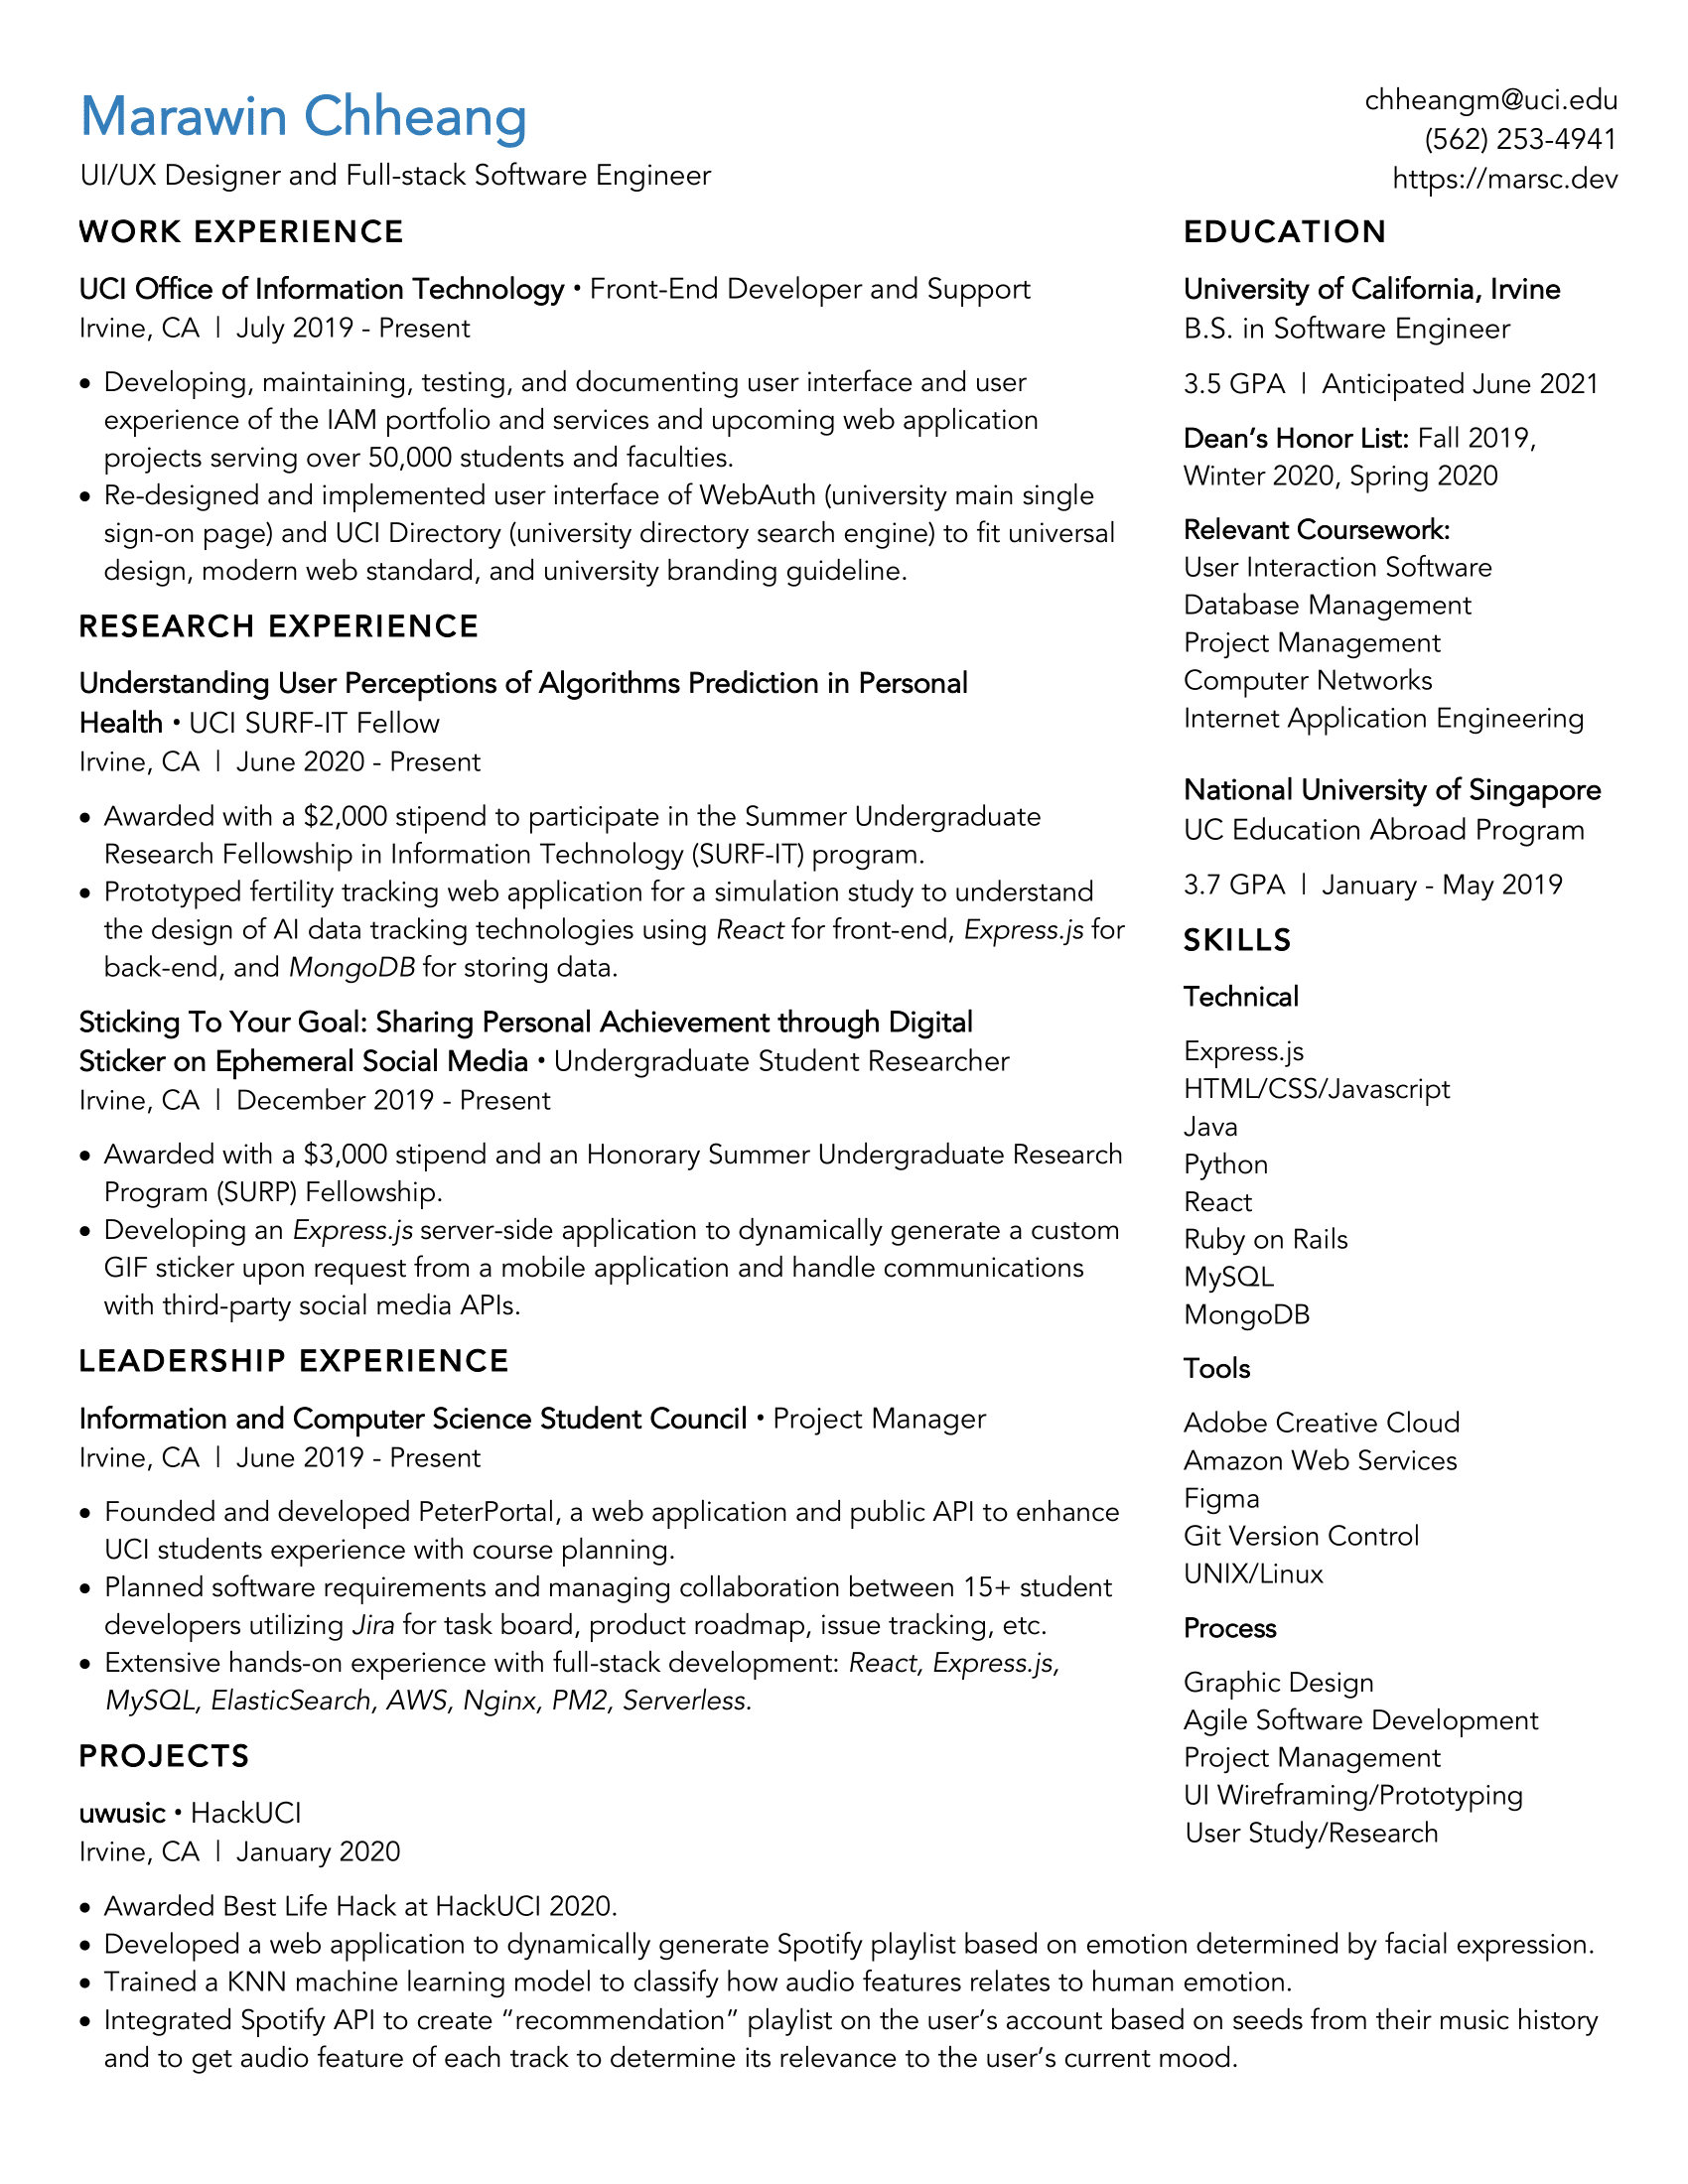 Marawin Chheang
UI/UX Designer and Full-stack Software Engineer
chheangm@uci.edu
(562) 253-4941
https://marsc.dev
WORK EXPERIENCE
UCI Office of Information Technology • Front-End Developer and Support
Irvine, CA | July 2019 - Present
• Developing, maintaining, testing, and documenting user interface and user
experience of the IAM portfolio and services and upcoming web application
projects serving over 50,000 students and faculties.
• Re-designed and implemented user interface of WebAuth (university main single
sign-on page) and UCI Directory (university directory search engine) to fit universal
design, modern web standard, and university branding guideline.
RESEARCH EXPERIENCE
Understanding User Perceptions of Algorithms Prediction in Personal
Health • UCI SURF-IT Fellow
Irvine, CA | June 2020 - Present
• Awarded with a $2,000 stipend to participate in the Summer Undergraduate
Research Fellowship in Information Technology (SURF-IT) program.
• Prototyped fertility tracking web application for a simulation study to understand
the design of AI data tracking technologies using React for front-end, Express.js for
back-end, and MongoDB for storing data.
Sticking To Your Goal: Sharing Personal Achievement through Digital
Sticker on Ephemeral Social Media • Undergraduate Student Researcher
Irvine, CA | December 2019 - Present
• Awarded with a $3,000 stipend and an Honorary Summer Undergraduate Research
Program (SURP) Fellowship.
• Developing an Express.js server-side application to dynamically generate a custom
GIF sticker upon request from a mobile application and handle communications
with third-party social media APIs.
LEADERSHIP EXPERIENCE
Information and Computer Science Student Council • Project Manager
Irvine, CA | June 2019 - Present
• Founded and developed PeterPortal, a web application and public API to enhance
UCI students experience with course planning.
• Planned software requirements and managing collaboration between 15+ student
developers utilizing Jira for task board, product roadmap, issue tracking, etc.
• Extensive hands-on experience with full-stack development: React, Express.js,
MySQL, ElasticSearch, AWS, Nginx, PM2, Serverless.
PROJECTS
uwusic • HackUCI
Irvine, CA | January 2020
• Awarded Best Life Hack at HackUCI 2020.
• Developed a web application to dynamically generate Spotify playlist based on emotion determined by facial expression.
• Trained a KNN machine learning model to classify how audio features relates to human emotion.
• Integrated Spotify API to create “recommendation” playlist on the user’s account based on seeds from their music history
and to get audio feature of each track to determine its relevance to the user’s current mood.
EDUCATION
University of California, Irvine
B.S. in Software Engineer
3.5 GPA | Anticipated June 2021
Dean’s Honor List: Fall 2019,
Winter 2020, Spring 2020
Relevant Coursework:
User Interaction Software
Database Management
Project Management
Computer Networks
Internet Application Engineering
National University of Singapore
UC Education Abroad Program
3.7 GPA | January - May 2019
SKILLS
Technical
Express.js
HTML/CSS/Javascript
Java
Python
React
Ruby on Rails
MySQL
MongoDB
Tools
Adobe Creative Cloud
Amazon Web Services
Figma
Git Version Control
UNIX/Linux
Process
Graphic Design
Agile Software Development
Project Management
UI Wireframing/Prototyping
User Study/Research